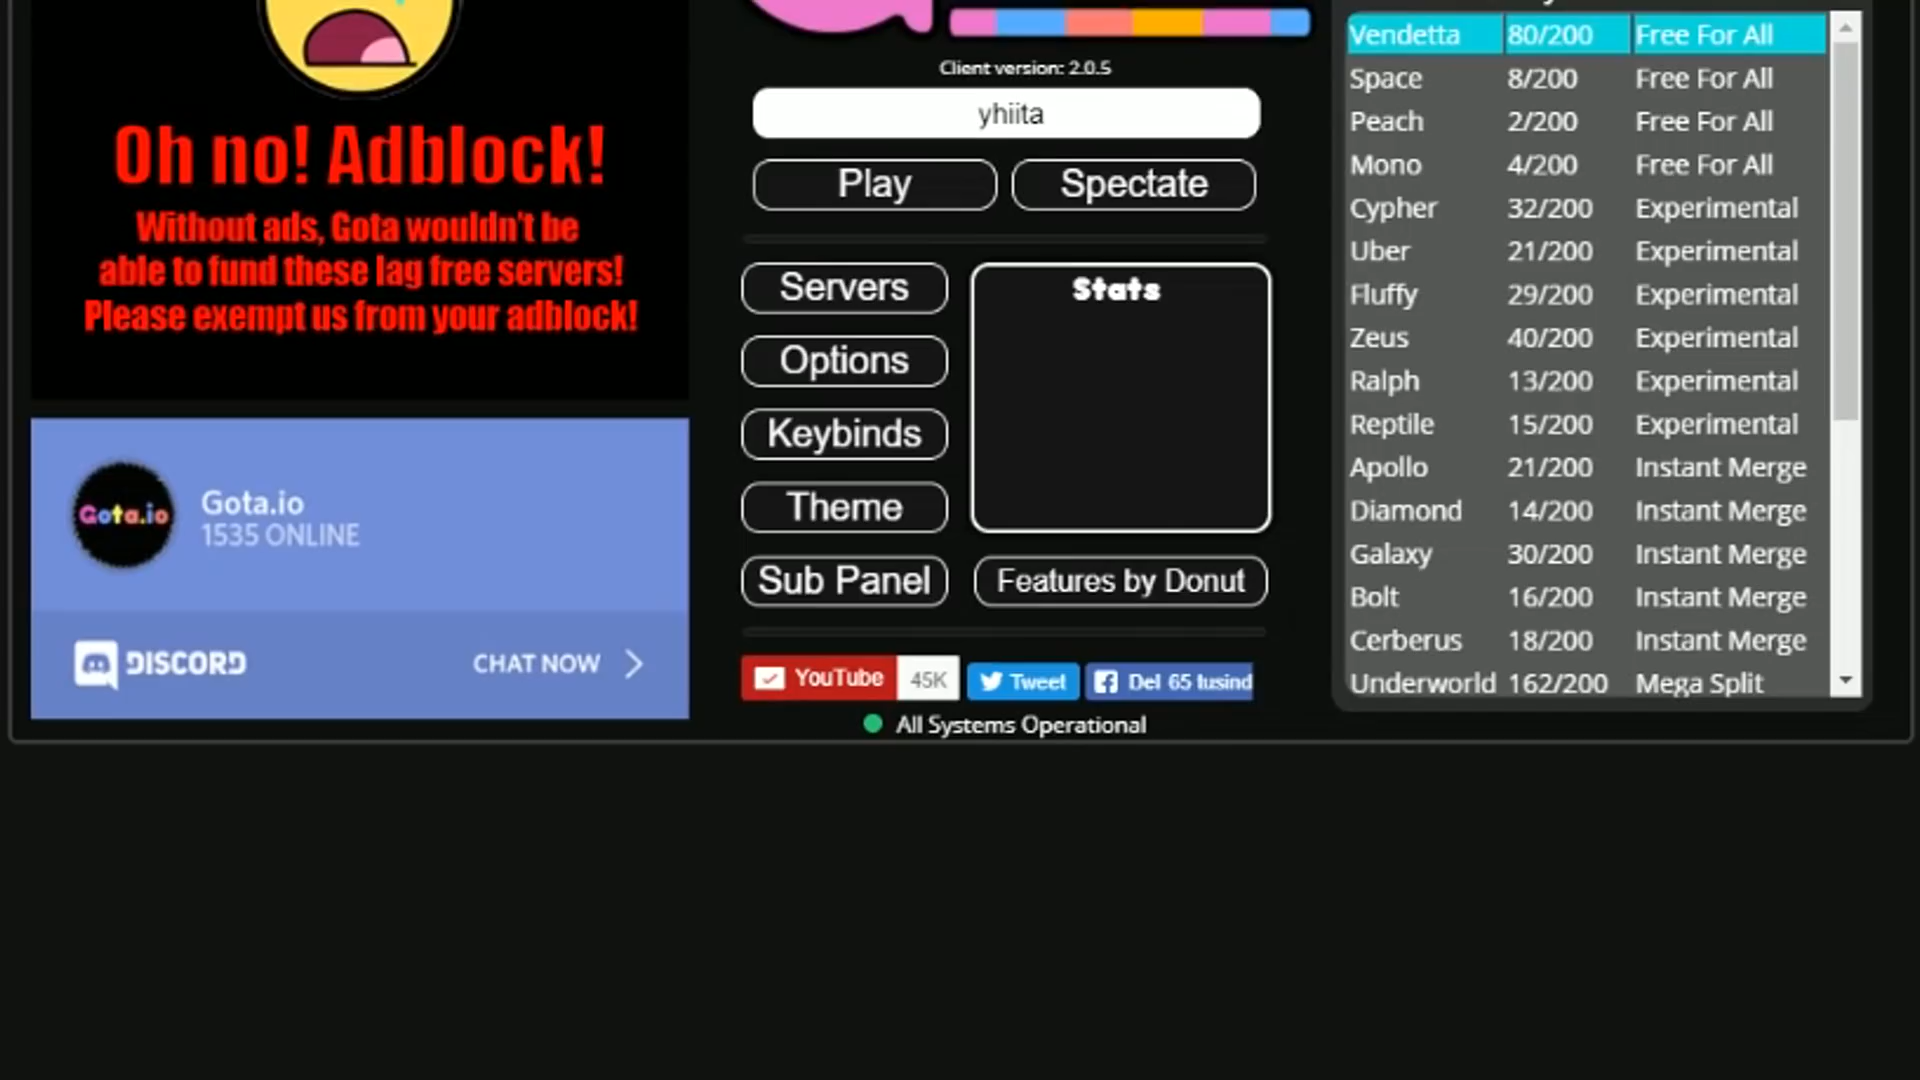 Oh no! Adblock!
Without ads, Gota wouldn't be
able to fund these lag free servers!
Please exempt us from your adblock!
Gota.io
Gota.io
1535 ONLINE
DISCORD
CHAT NOW
Client version: 2.0.5
yhiita
Play
Spectate
Servers
Stats
Options
Keybinds
Theme
Sub Panel
Features by Donut
YouTube 45K
Tweet
Del 65 tusind
All Systems Operational
Vendetta 80/200 Free For All
Space 8/200 Free For All
Peach 2/200 Free For All
Mono 4/200 Free For All
Cypher 32/200 Experimental
Uber 21/200 Experimental
Fluffy 29/200 Experimental
Zeus 40/200 Experimental
Ralph 13/200 Experimental
Reptile 15/200 Experimental
Apollo 21/200 Instant Merge
Diamond 14/200 Instant Merge
Galaxy 30/200 Instant Merge
Bolt 16/200 Instant Merge
Cerberus 18/200 Instant Merge
Underworld 162/200 Mega Split